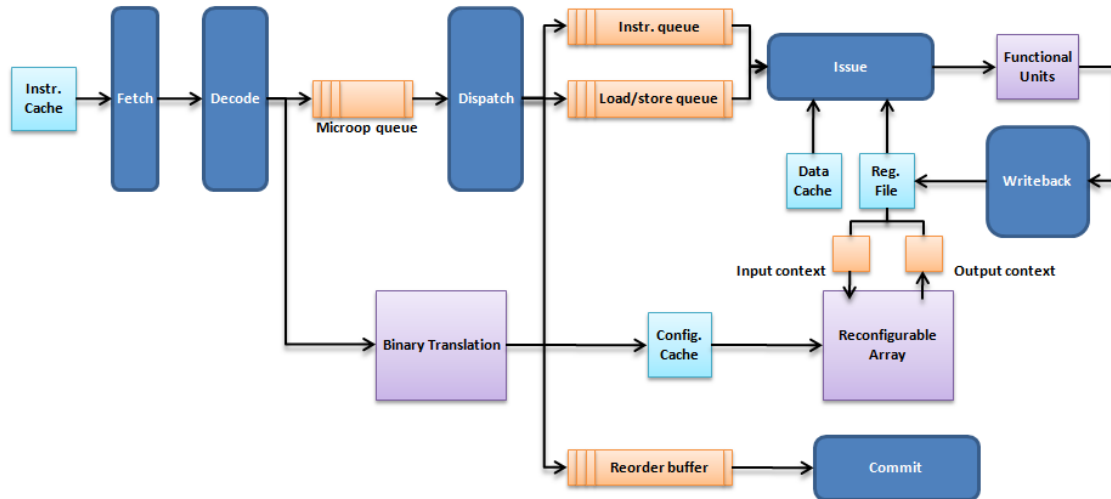 Instr.
Cache
Fetch
Decode
Microop queue
Dispatch
Instr. queue
Load/store queue
Issue
Functional
Units
Data
Cache
Reg.
File
Writeback
Input context
Output context
Binary Translation
Config.
Cache
Reconfigurable
Array
Reorder buffer
Commit